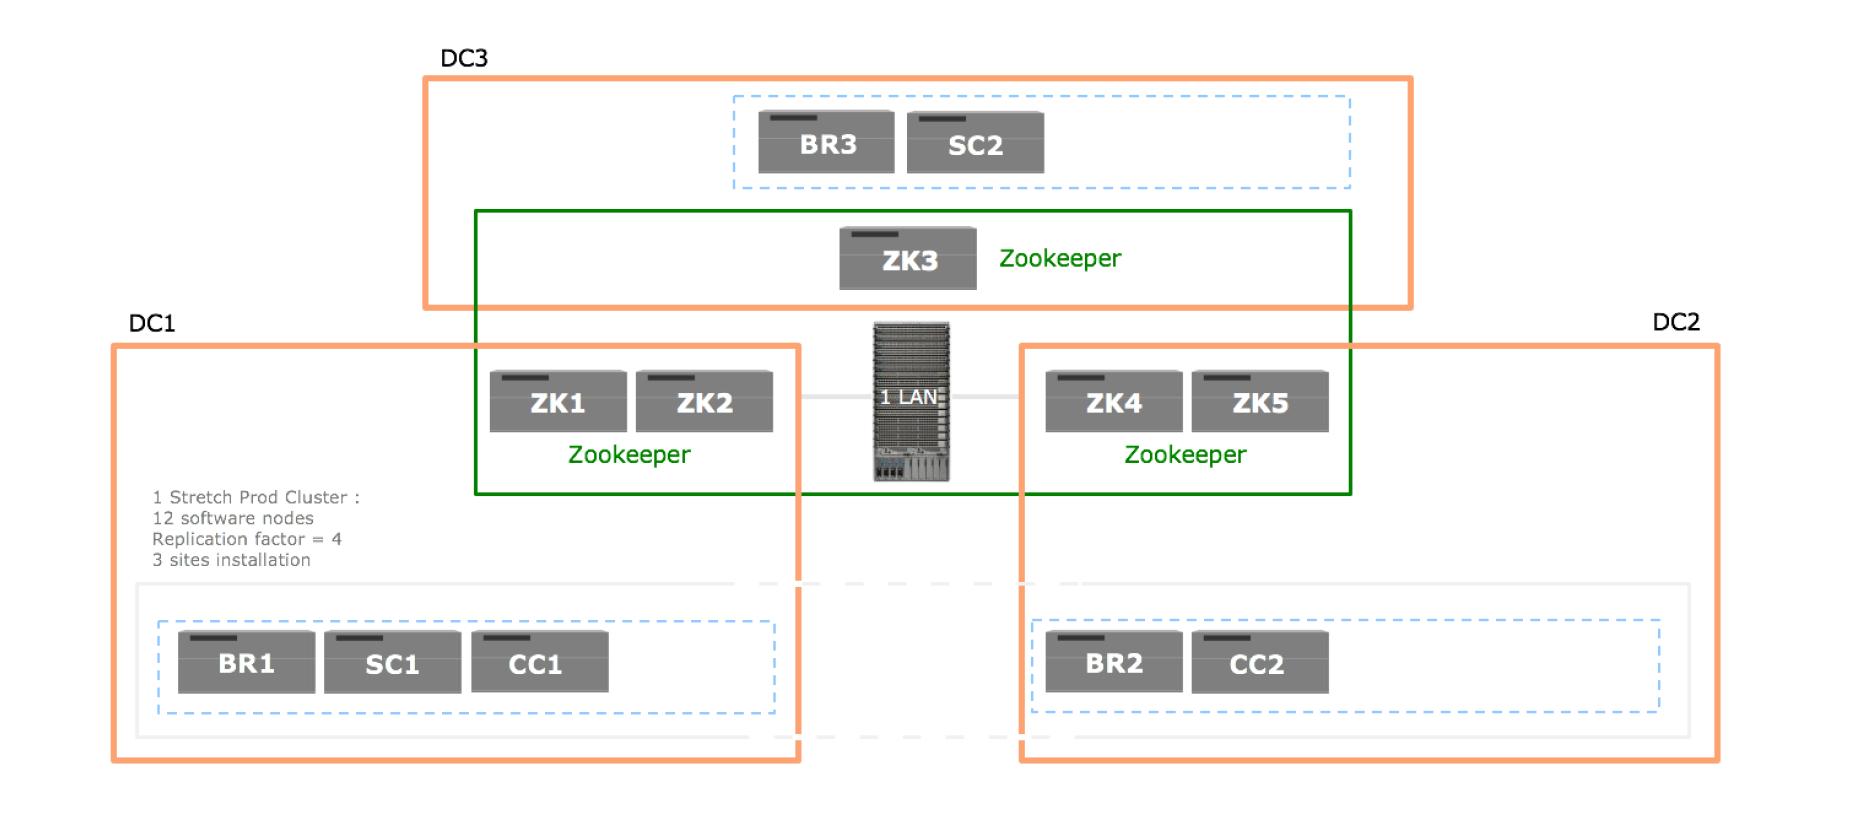 DC3
BR3
SC2
ZK3
Zookeeper
DC1
DC2
ZK1
ZK2
1 LAN
ZK4
ZK5
Zookeeper
Zookeeper
1 Stretch Prod Cluster :
12 software nodes
Replication factor = 4
3 sites installation
BR1
SC1
CC1
BR2
CC2